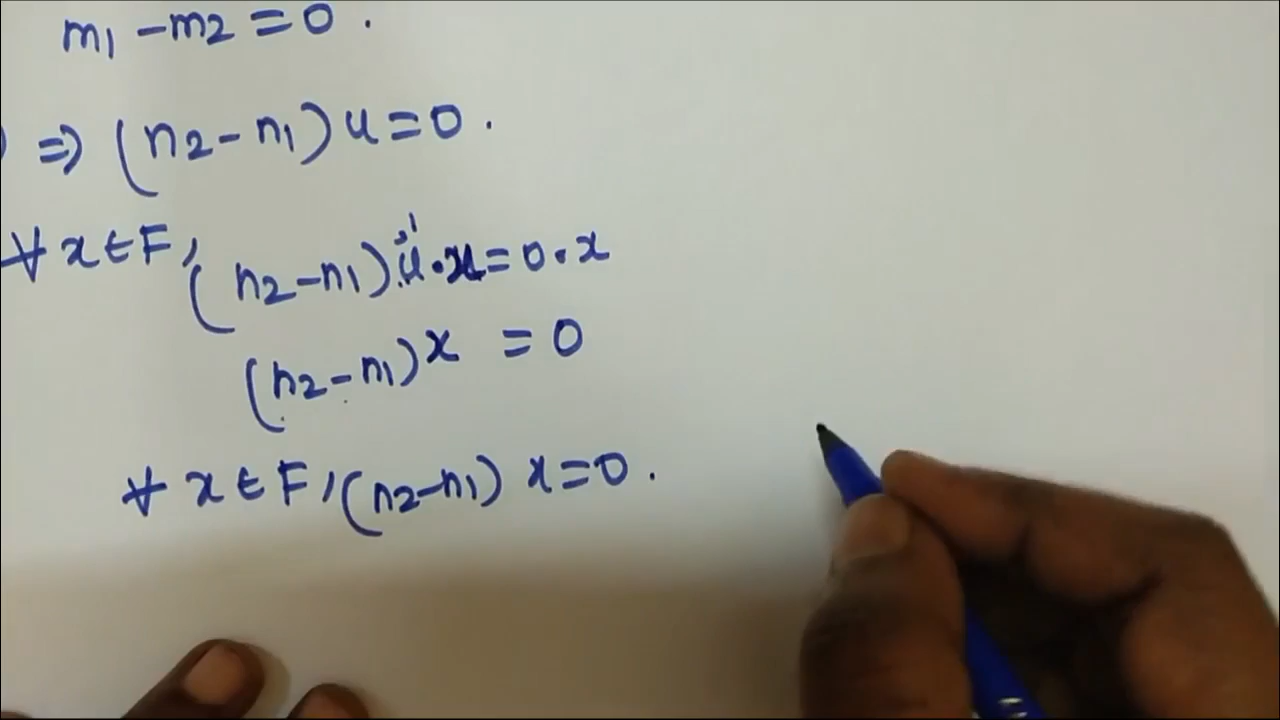 m₁ -m₂ =0 .
) ⇒ (n₂-n₁)u=0 .
∀ x∈F, (n₂-n₁)u·x=0·x
(n₂-n₁)x = 0
∀ x∈F, (n₂-n₁) x=0 .